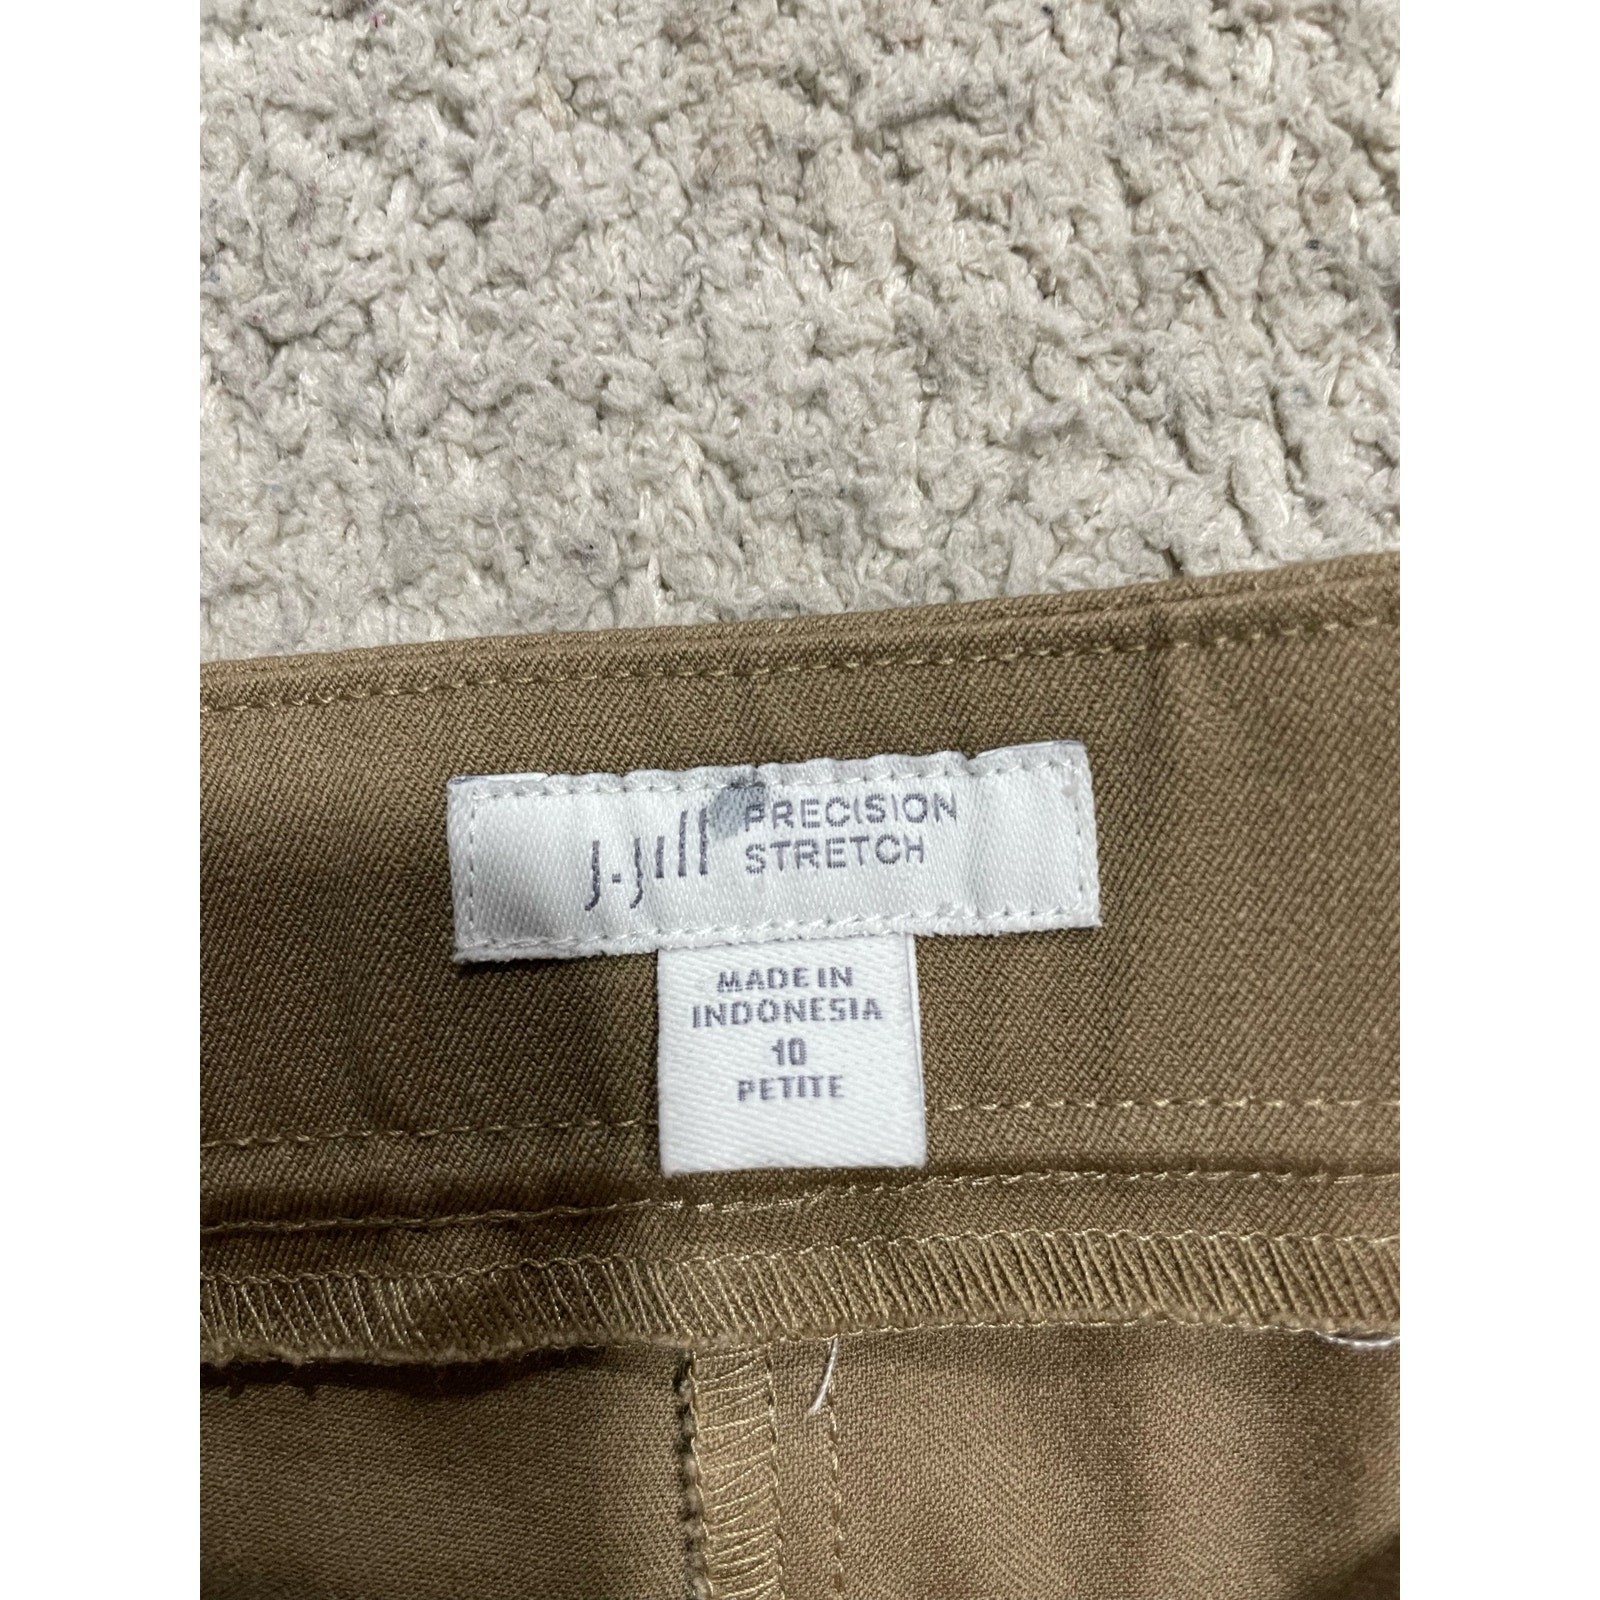 J.Jill PRECISION
STRETCH
MADE IN
INDONESIA
10
PETITE